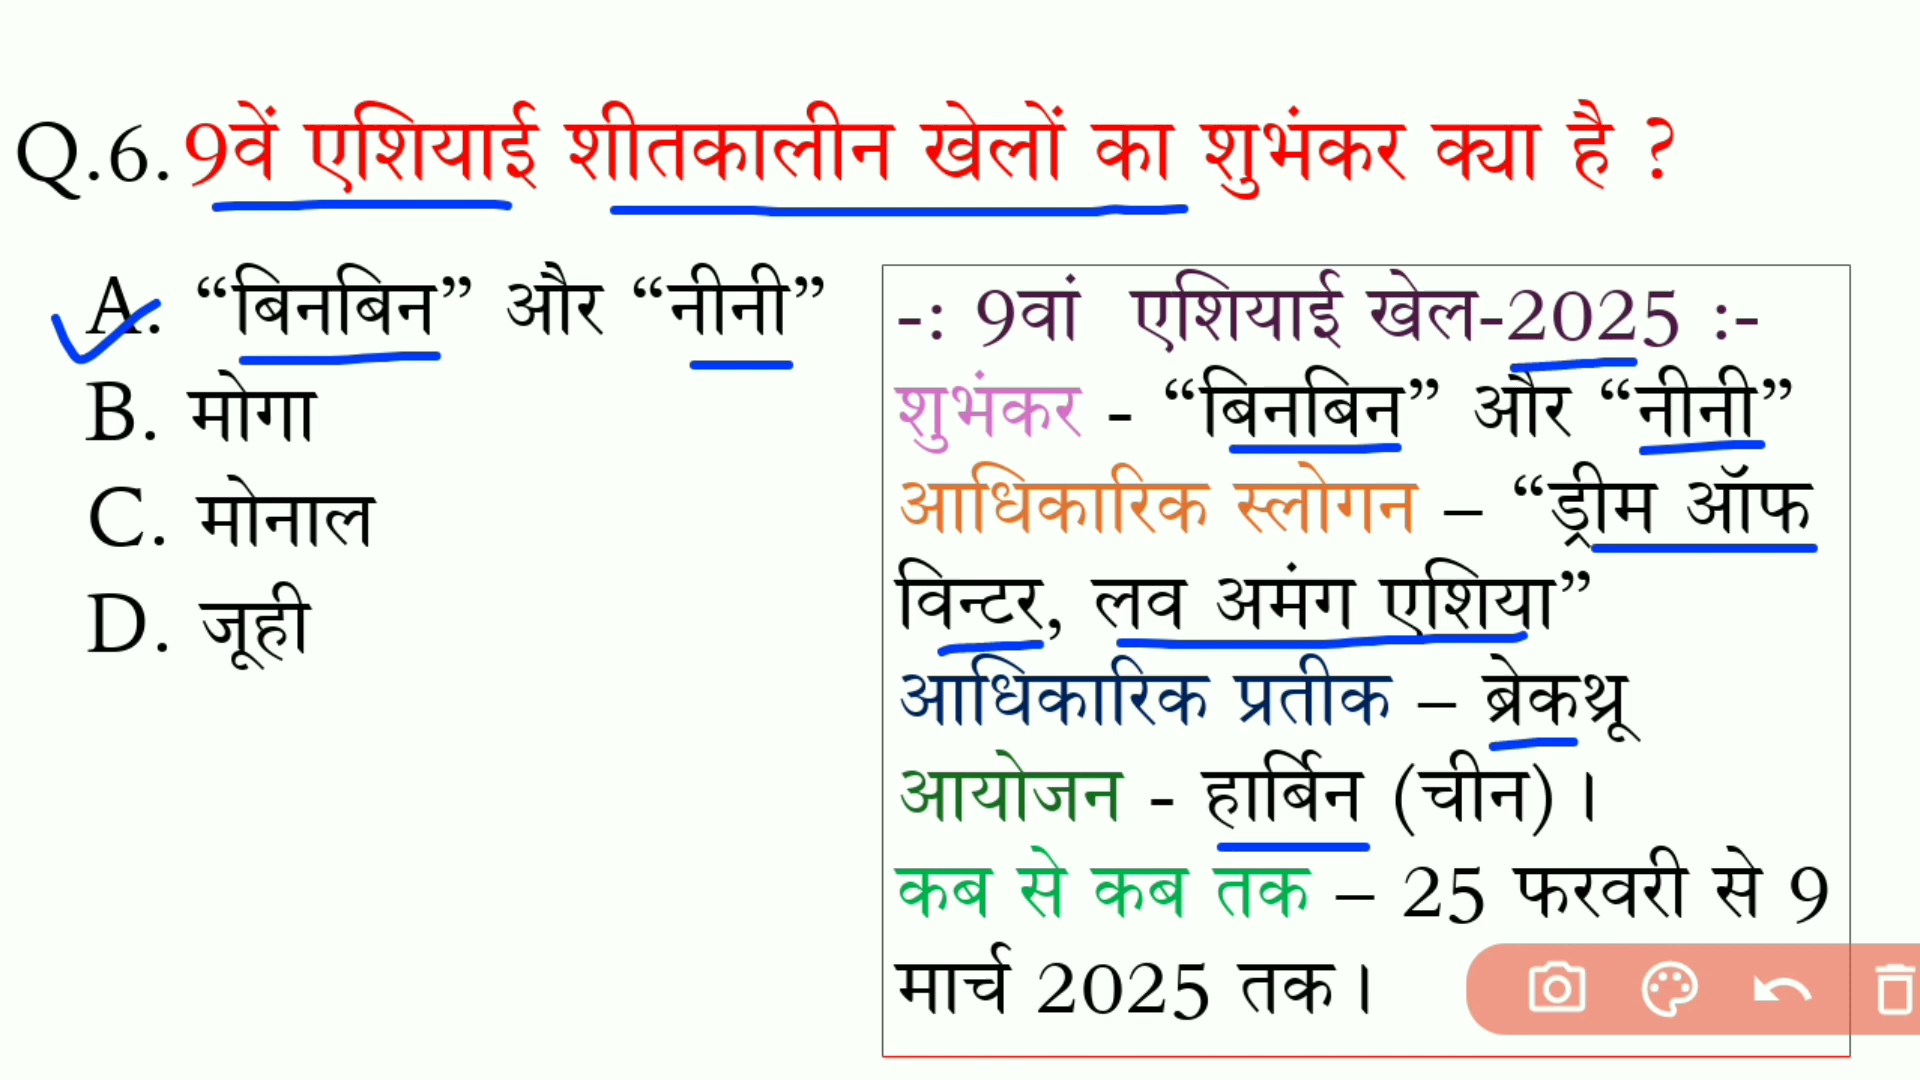 Q.6. 9वें एशियाई शीतकालीन खेलों का शुभंकर क्या है ?
A. “बिनबिन” और “नीनी”
B. मोगा
C. मोनाल
D. जूही
-: 9वां एशियाई खेल-2025 :-
शुभंकर - “बिनबिन” और “नीनी”
आधिकारिक स्लोगन – “ड्रीम ऑफ
विन्टर, लव अमंग एशिया”
आधिकारिक प्रतीक – ब्रेकथ्रू
आयोजन - हार्बिन (चीन) ।
कब से कब तक – 25 फरवरी से 9
मार्च 2025 तक ।